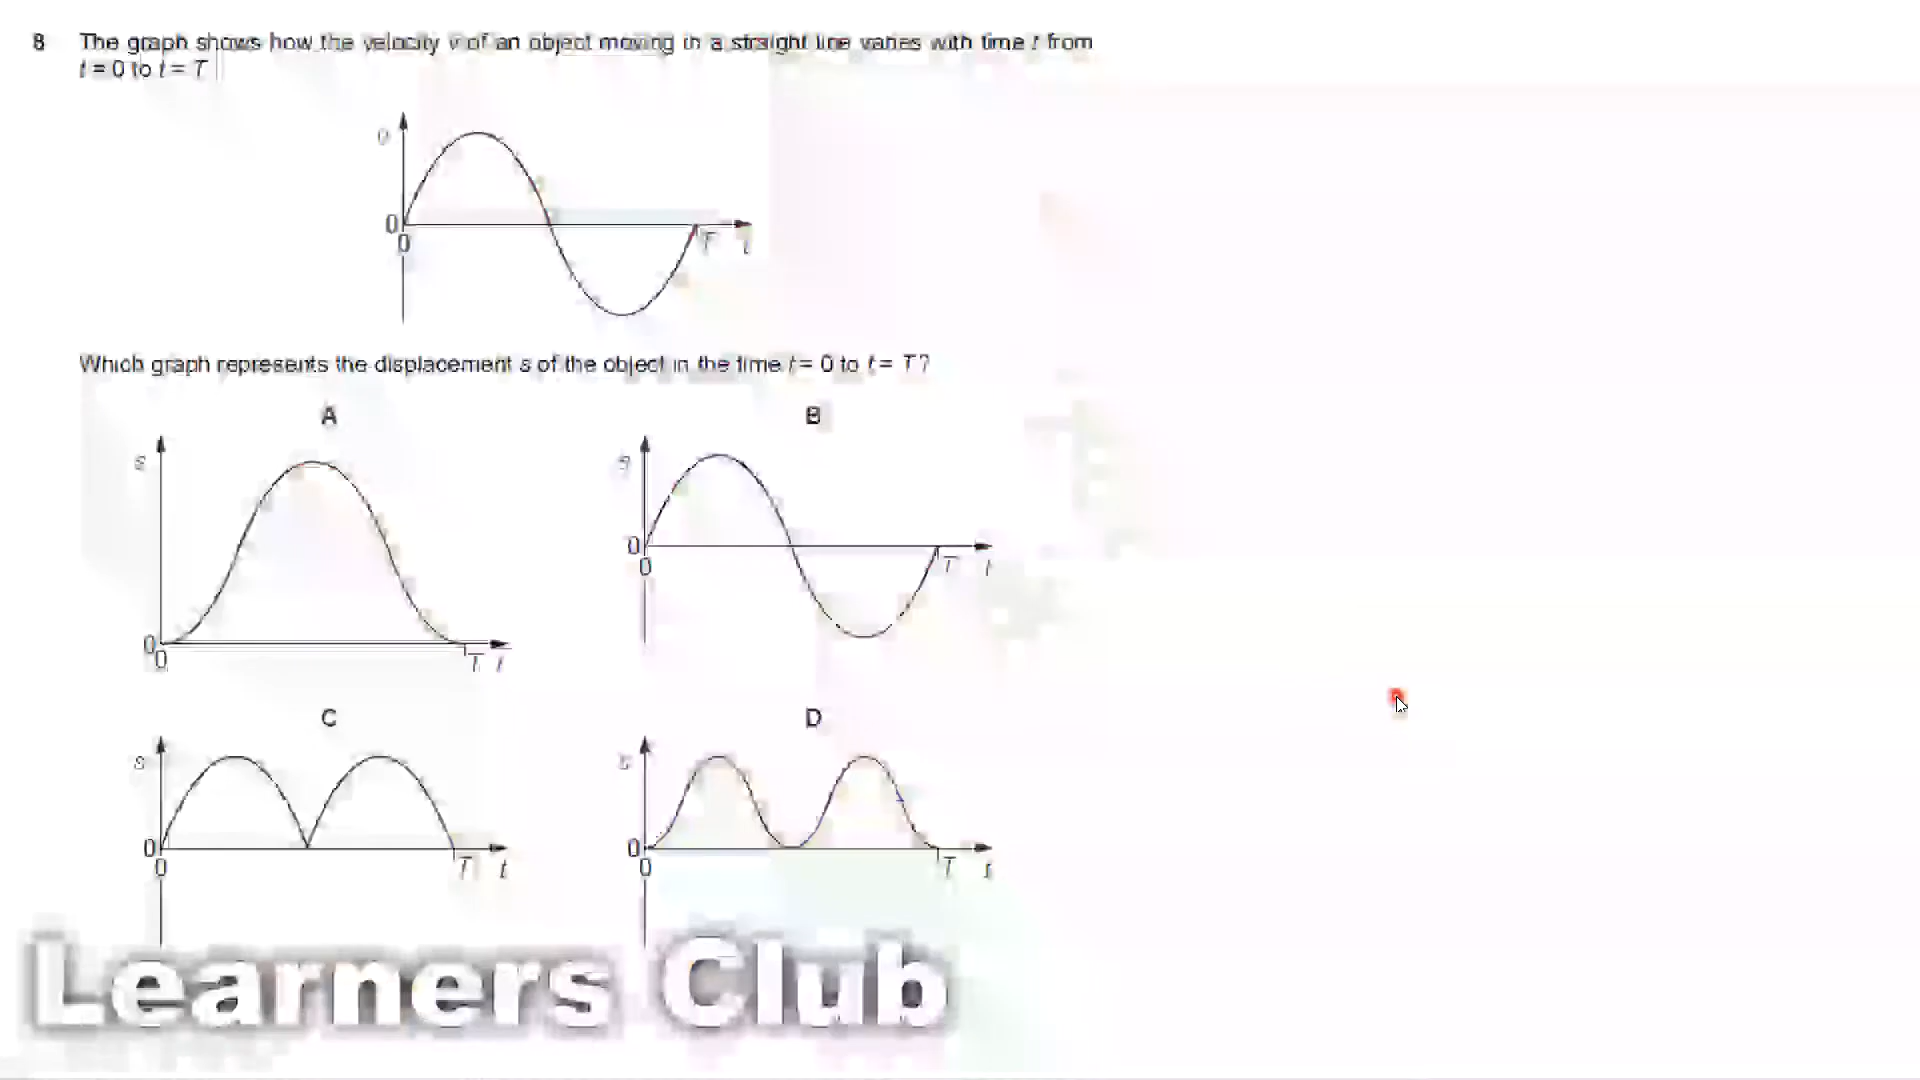 8 The graph shows how the velocity v of an object moving in a straight line varies with time t from
t = 0 to t = T
v
0
0
T t
Which graph represents the displacement s of the object in the time t = 0 to t = T?
A B
s s
0 0
0 0
T t T t
C D
s s
0 0
0 0
T t T t
Learners Club